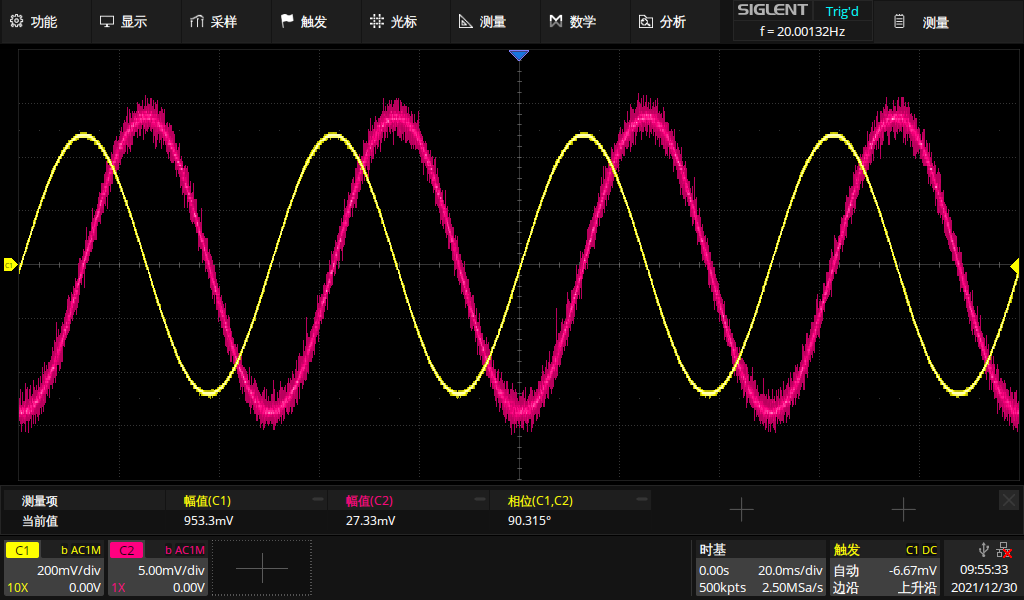 功能 显示 采样 触发 光标 测量 数学 分析 SIGLENT Trig'd 测量
f = 20.00132Hz
C1
测量项 幅值(C1) 幅值(C2) 相位(C1,C2)
当前值 953.3mV 27.33mV 90.315°
C1 b AC1M C2 b AC1M 时基 触发 C1 DC
200mV/div 5.00mV/div 0.00s 20.0ms/div 自动 -6.67mV 09:55:33
10X 0.00V 1X 0.00V 500kpts 2.50MSa/s 边沿 上升沿 2021/12/30